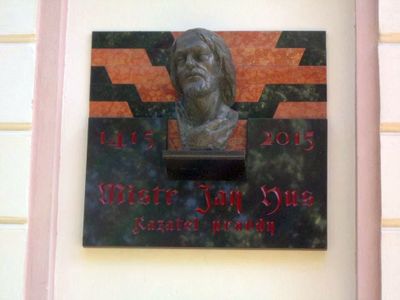 1415 2015
Mistr Jan Hus
Kazatel pravdy